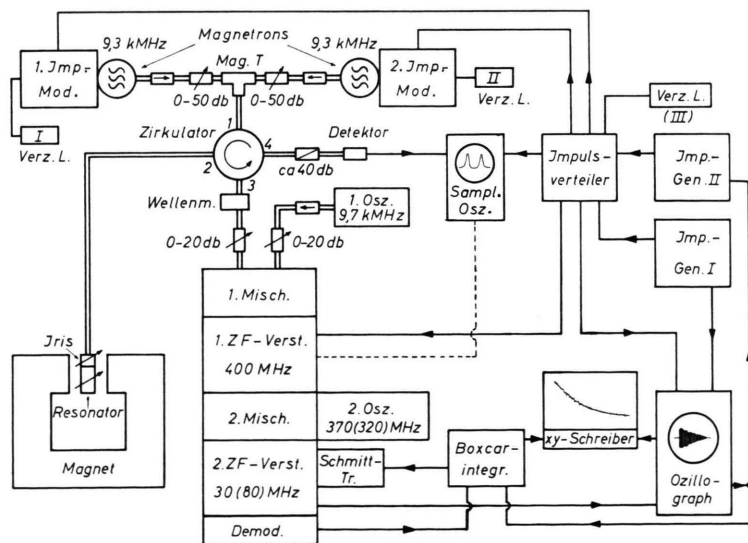 9,3 kMHz
Magnetrons
9,3 kMHz
1. Jmp.-
Mod.
Mag. T
2. Jmp.-
Mod.
0-50 db
0-50 db
I
Verz. L.
II
Verz. L.
Verz. L.
(III)
Zirkulator
1
2
3
4
Detektor
ca 40 db
Sampl.
Osz.
Jmpuls-
verteiler
Jmp.-
Gen. II
Jmp.-
Gen. I
Wellenm.
1. Osz.
9,7 kMHz
0-20 db
0-20 db
1. Misch.
1. ZF-Verst.
400 MHz
2. Misch.
2. Osz.
370(320) MHz
2. ZF-Verst.
30 (80) MHz
Schmitt-
Tr.
Demod.
Boxcar-
integr.
xy-Schreiber
Ozillo-
graph
Jris
Resonator
Magnet